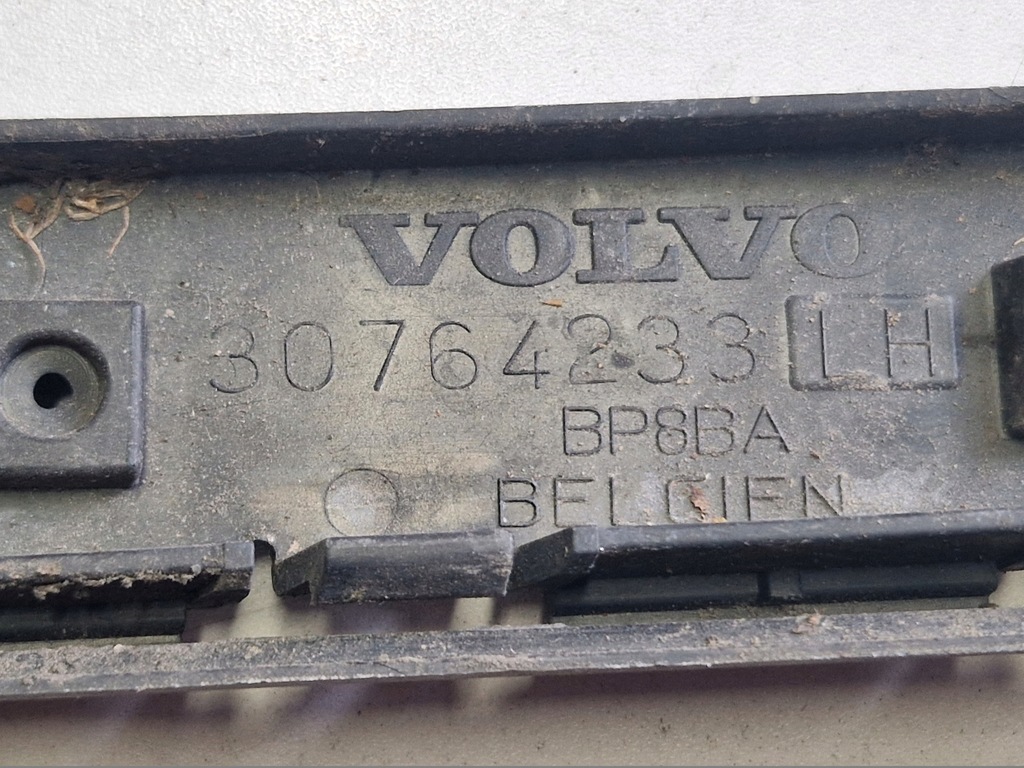 VOLVO
30764233 LH
BP8BA
BELGIEN